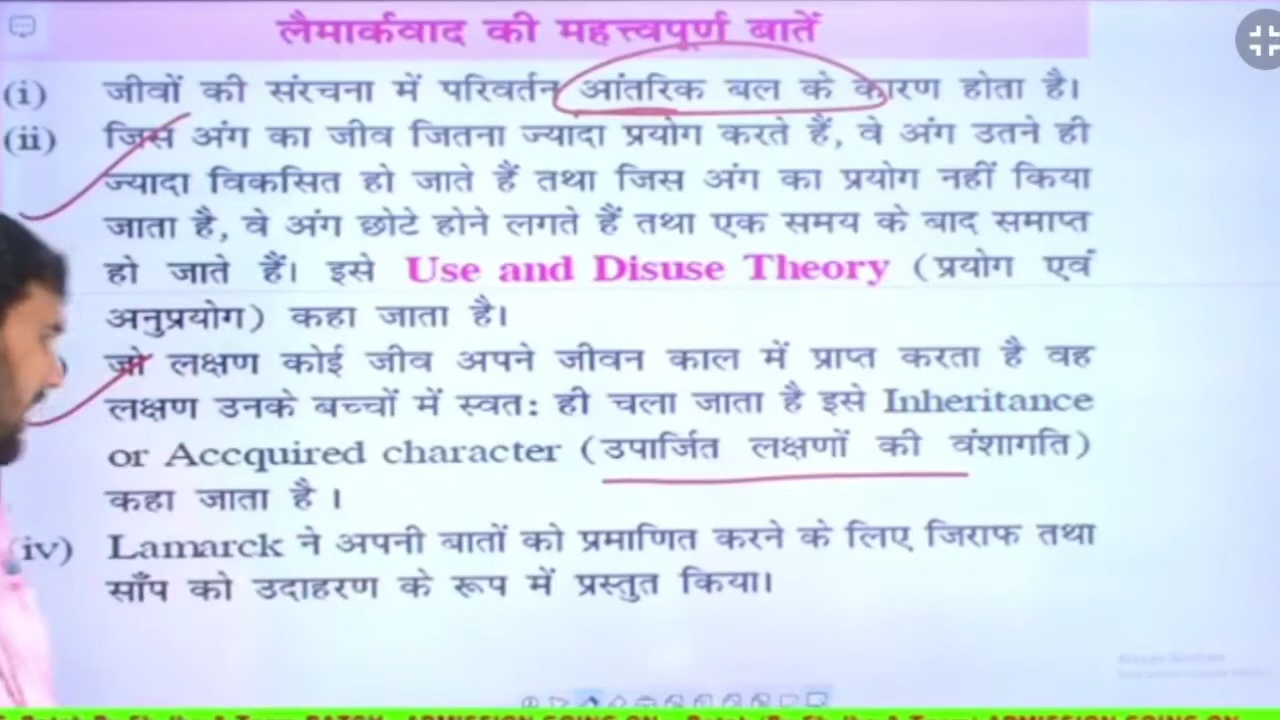 लैमार्कवाद की महत्त्वपूर्ण बातें
(i) जीवों की संरचना में परिवर्तन आंतरिक बल के कारण होता है।
(ii) जिस अंग का जीव जितना ज्यादा प्रयोग करते हैं, वे अंग उतने ही
ज्यादा विकसित हो जाते हैं तथा जिस अंग का प्रयोग नहीं किया
जाता है, वे अंग छोटे होने लगते हैं तथा एक समय के बाद समाप्त
हो जाते हैं। इसे Use and Disuse Theory (प्रयोग एवं
अनुप्रयोग) कहा जाता है।
जो लक्षण कोई जीव अपने जीवन काल में प्राप्त करता है वह
लक्षण उनके बच्चों में स्वत: ही चला जाता है इसे Inheritance
or Accquired character (उपार्जित लक्षणों की वंशागति)
कहा जाता है ।
(iv) Lamarck ने अपनी बातों को प्रमाणित करने के लिए जिराफ तथा
साँप को उदाहरण के रूप में प्रस्तुत किया।